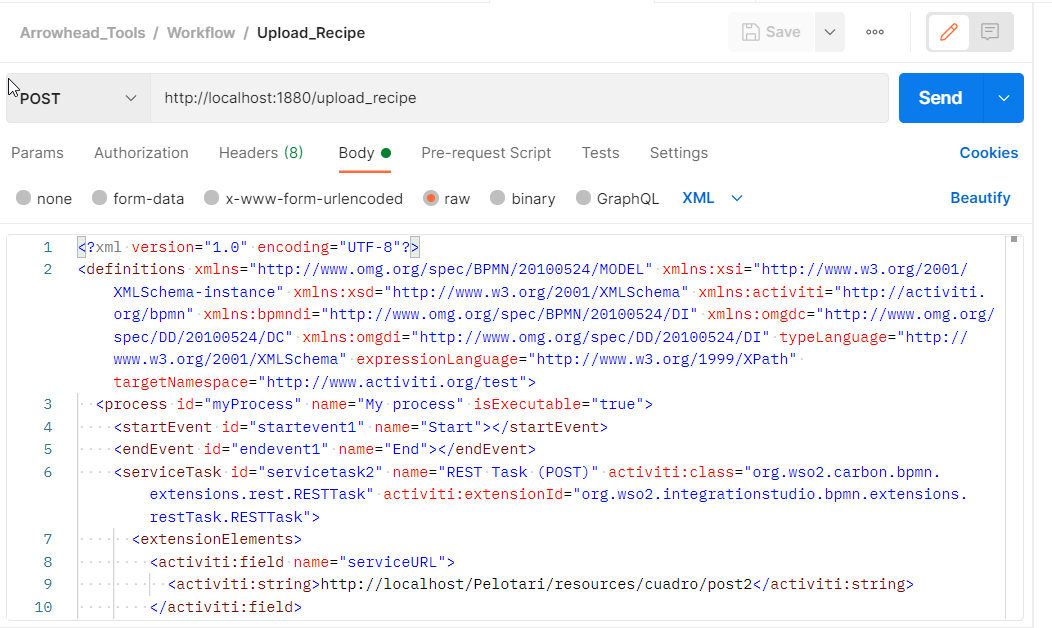 Arrowhead_Tools / Workflow / Upload_Recipe Save
POST http://localhost:1880/upload_recipe Send
Params Authorization Headers (8) Body Pre-request Script Tests Settings Cookies
none form-data x-www-form-urlencoded raw binary GraphQL XML Beautify
1 <?xml version="1.0" encoding="UTF-8"?>
2 <definitions xmlns="http://www.omg.org/spec/BPMN/20100524/MODEL" xmlns:xsi="http://www.w3.org/2001/
XMLSchema-instance" xmlns:xsd="http://www.w3.org/2001/XMLSchema" xmlns:activiti="http://activiti.
org/bpmn" xmlns:bpmndi="http://www.omg.org/spec/BPMN/20100524/DI" xmlns:omgdc="http://www.omg.org/
spec/DD/20100524/DC" xmlns:omgdi="http://www.omg.org/spec/DD/20100524/DI" typeLanguage="http://
www.w3.org/2001/XMLSchema" expressionLanguage="http://www.w3.org/1999/XPath"
targetNamespace="http://www.activiti.org/test">
3 <process id="myProcess" name="My process" isExecutable="true">
4 <startEvent id="startevent1" name="Start"></startEvent>
5 <endEvent id="endevent1" name="End"></endEvent>
6 <serviceTask id="servicetask2" name="REST Task (POST)" activiti:class="org.wso2.carbon.bpmn.
extensions.rest.RESTTask" activiti:extensionId="org.wso2.integrationstudio.bpmn.extensions.
restTask.RESTTask">
7 <extensionElements>
8 <activiti:field name="serviceURL">
9 <activiti:string>http://localhost/Pelotari/resources/cuadro/post2</activiti:string>
10 </activiti:field>